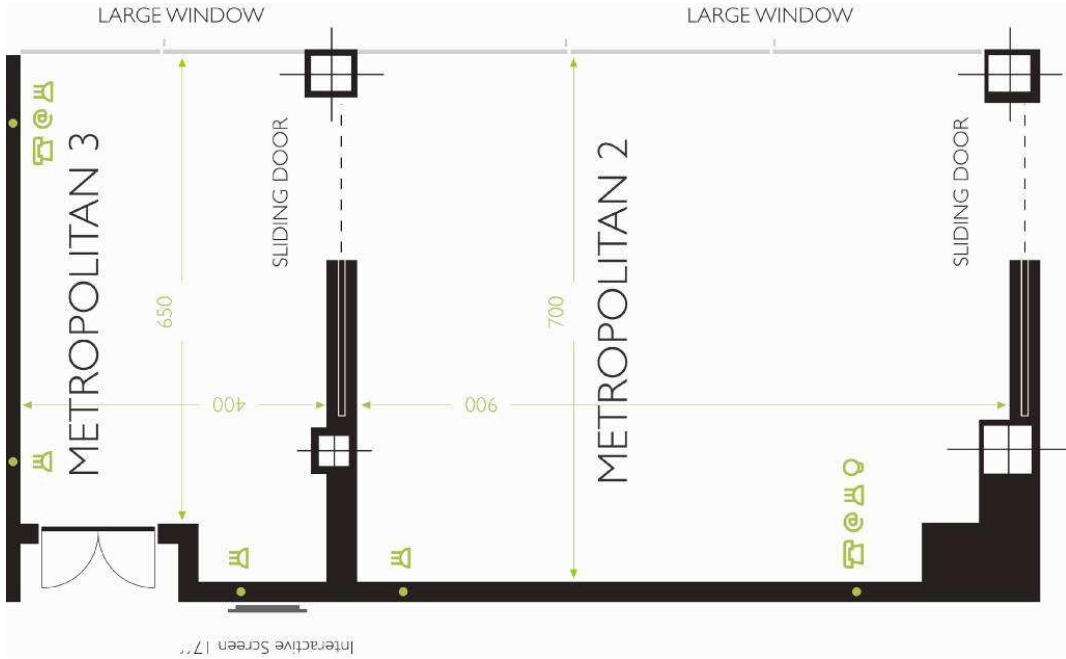 LARGE WINDOW
LARGE WINDOW
METROPOLITAN 3
SLIDING DOOR
METROPOLITAN 2
SLIDING DOOR
650
700
400
900
@
@
Interactive Screen 17''